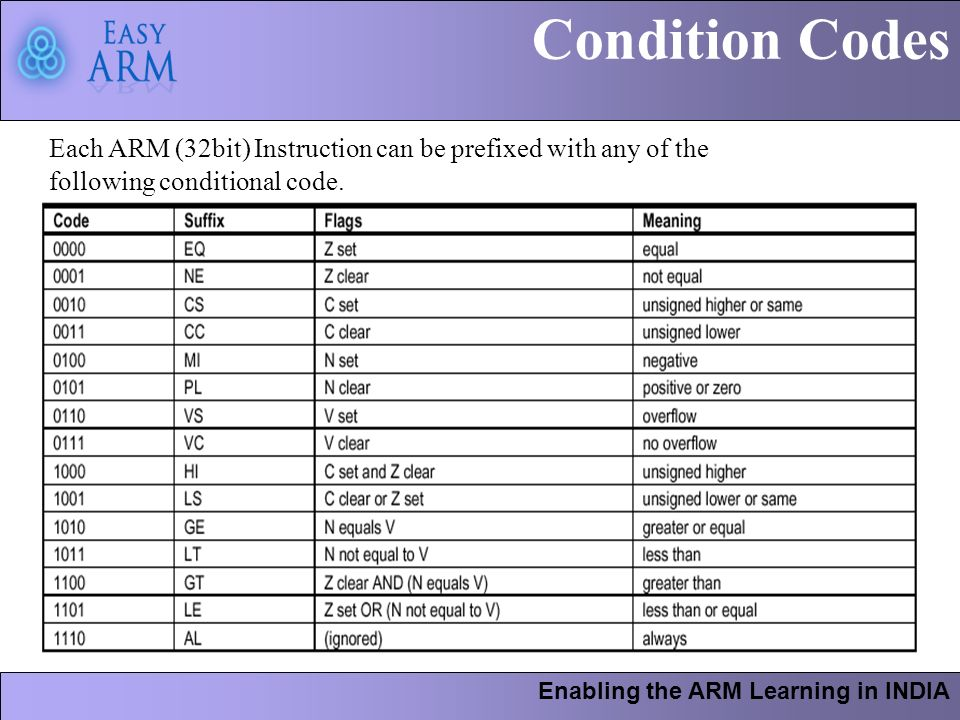 EASY
ARM
Condition Codes
Each ARM (32bit) Instruction can be prefixed with any of the
following conditional code.
Code Suffix Flags Meaning
0000 EQ Z set equal
0001 NE Z clear not equal
0010 CS C set unsigned higher or same
0011 CC C clear unsigned lower
0100 MI N set negative
0101 PL N clear positive or zero
0110 VS V set overflow
0111 VC V clear no overflow
1000 HI C set and Z clear unsigned higher
1001 LS C clear or Z set unsigned lower or same
1010 GE N equals V greater or equal
1011 LT N not equal to V less than
1100 GT Z clear AND (N equals V) greater than
1101 LE Z set OR (N not equal to V) less than or equal
1110 AL (ignored) always
Enabling the ARM Learning in INDIA